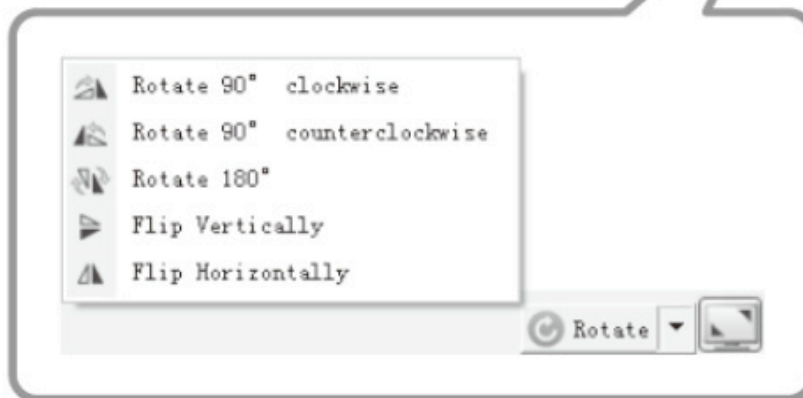 Rotate 90° clockwise
Rotate 90° counterclockwise
Rotate 180°
Flip Vertically
Flip Horizontally
Rotate